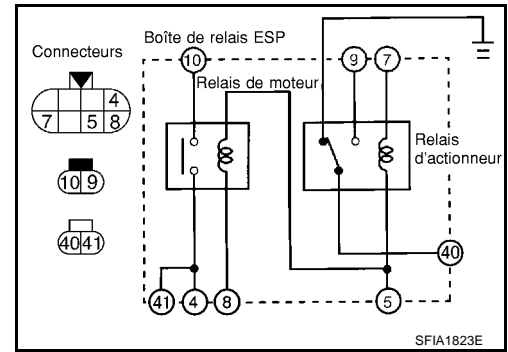 Boîte de relais ESP
Connecteurs
10
9
7
Relais de moteur
4
7
5
8
Relais
d'actionneur
10
9
40
41
40
41
4
8
5
SFIA1823E